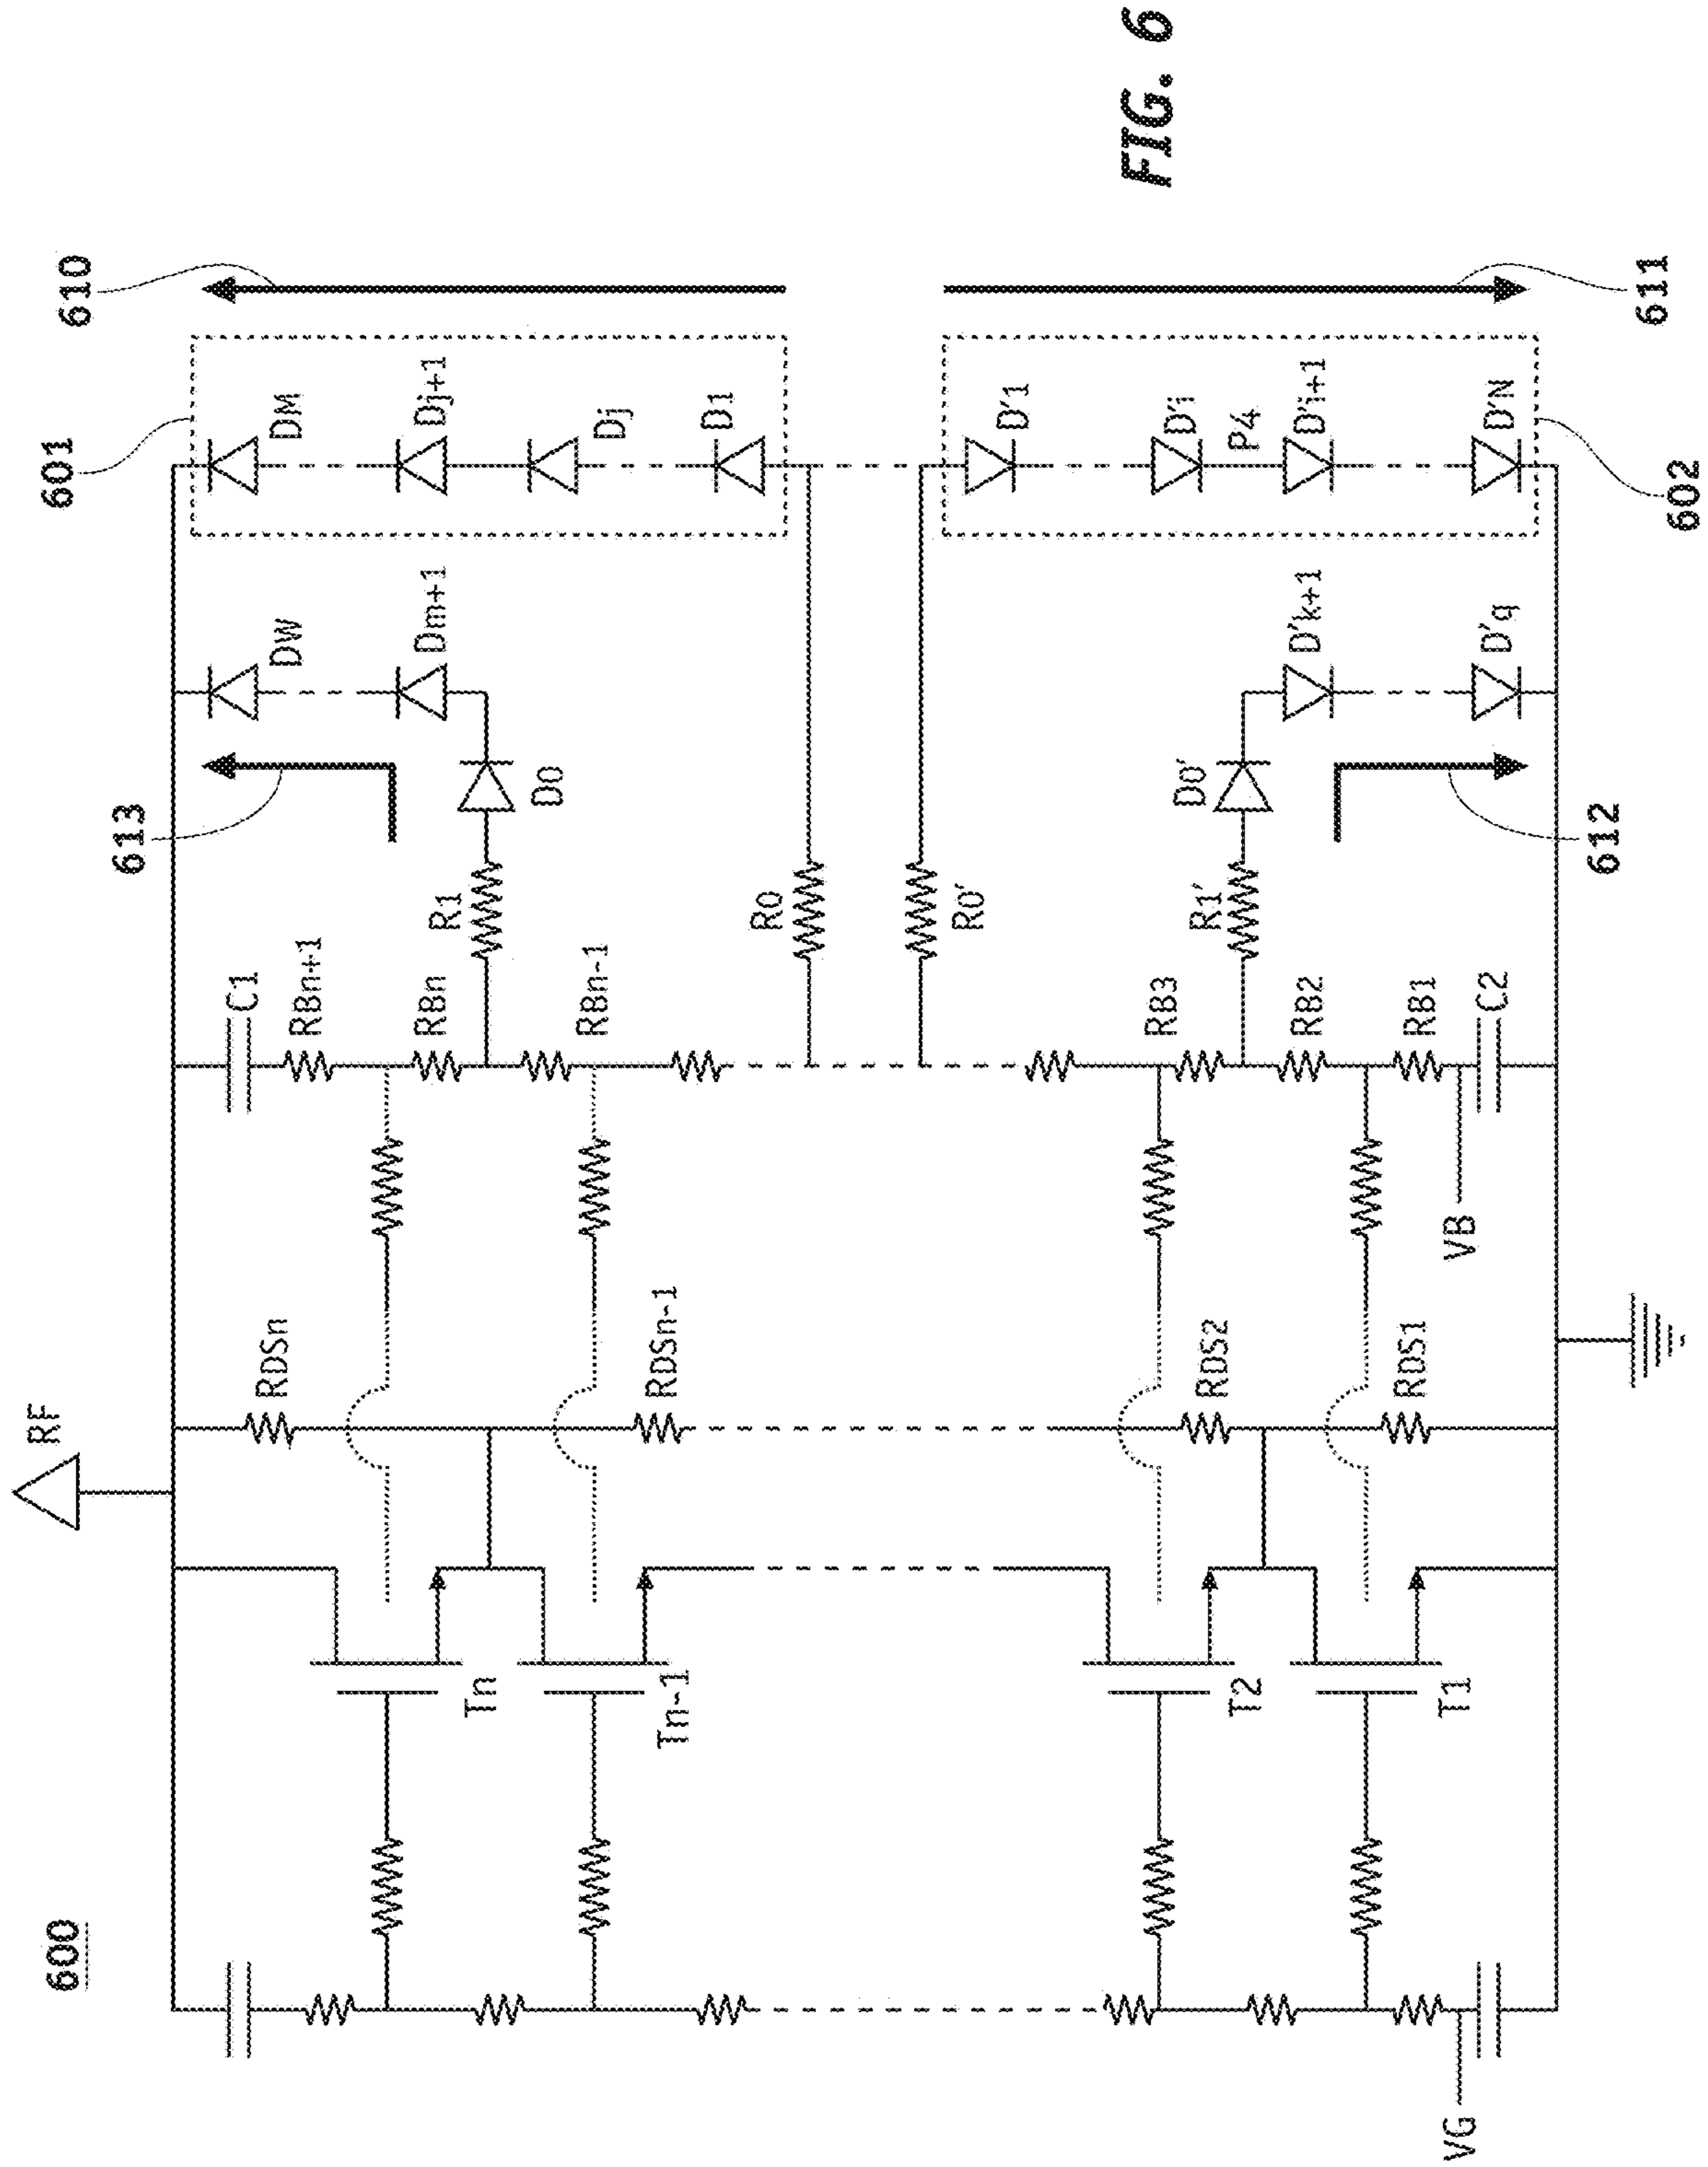 600
RF
613
601
610
C1
DW
DM
RBn+1
RDSn
RBn
R1
Dm+1
Dj+1
Tn
D0
RBn-1
Dj
RDSn-1
Tn-1
D1
R0
R0'
D'1
FIG. 6
RB3
R1'
D0'
D'i
P4
RDS2
T2
RB2
D'k+1
D'i+1
RDS1
T1
RB1
VG
VB
C2
D'q
D'N
612
602
611